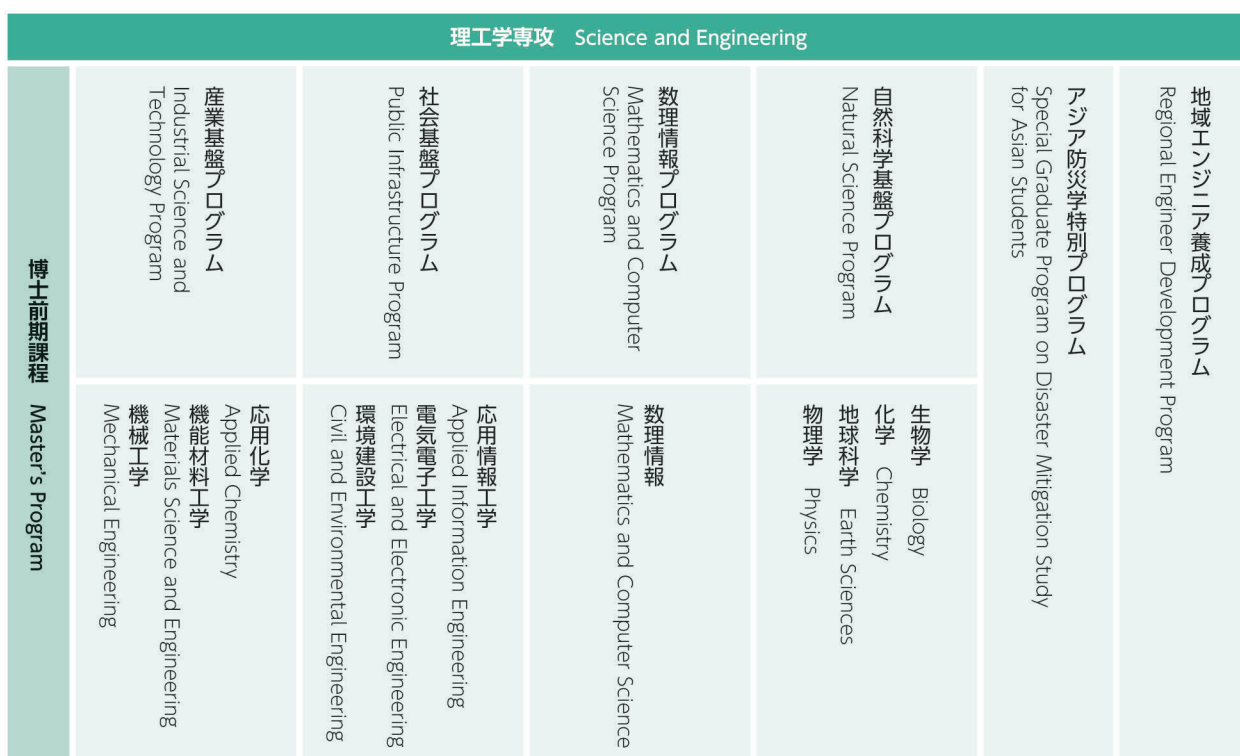 理工学専攻 Science and Engineering
博士前期課程 Master's Program
産業基盤プログラム
Industrial Science and
Technology Program
応用化学
Applied Chemistry
機能材料工学
Materials Science and Engineering
機械工学
Mechanical Engineering
社会基盤プログラム
Public Infrastructure Program
応用情報工学
Applied Information Engineering
電気電子工学
Electrical and Electronic Engineering
環境建設工学
Civil and Environmental Engineering
数理情報プログラム
Mathematics and Computer
Science Program
数理情報
Mathematics and Computer Science
自然科学基盤プログラム
Natural Science Program
生物学 Biology
化学 Chemistry
地球科学 Earth Sciences
物理学 Physics
アジア防災学特別プログラム
Special Graduate Program on Disaster Mitigation Study
for Asian Students
地域エンジニア養成プログラム
Regional Engineer Development Program